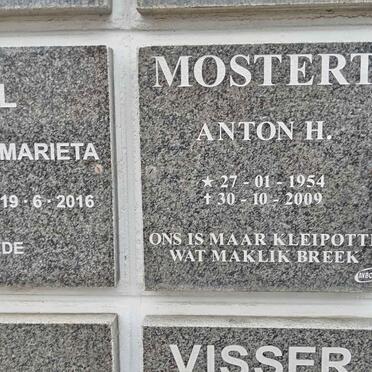 L
MARIETA
19·6·2016
DE
MOSTERT
ANTON H.
★ 27 - 01 - 1954
✝ 30 - 10 - 2009
ONS IS MAAR KLEIPOTTE
WAT MAKLIK BREEK
VISSER